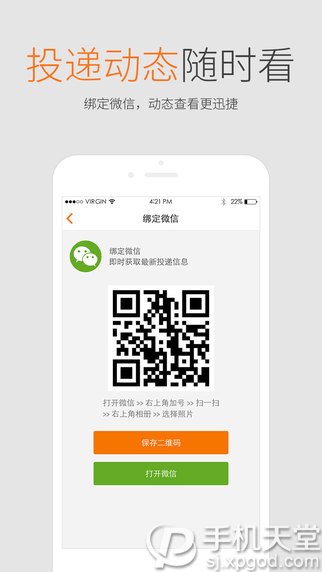 投递动态随时看
绑定微信，动态查看更迅捷
●●●○○ VIRGIN 4:21 PM 22%
绑定微信
绑定微信
即时获取最新投递信息
打开微信 >> 右上角加号 >> 扫一扫
>> 右上角相册 >> 选择照片
保存二维码
打开微信
手机天堂
sj.xpgod.com